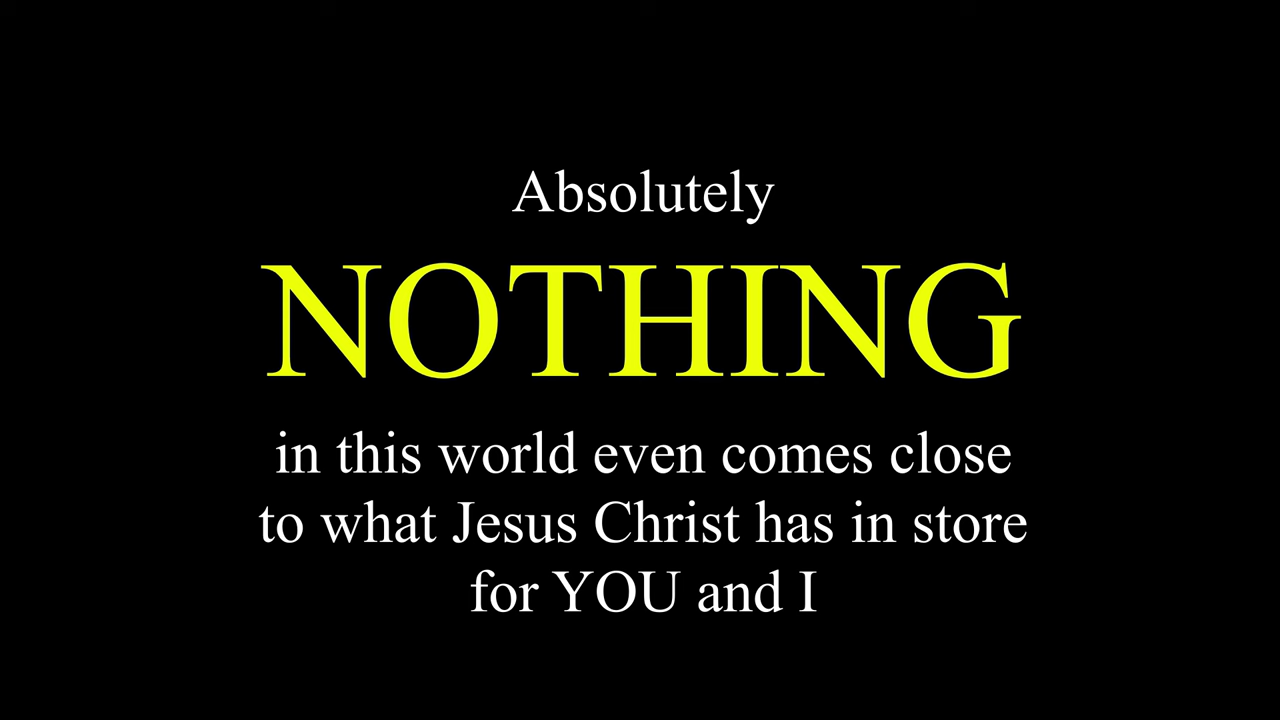 Absolutely
NOTHING
in this world even comes close
to what Jesus Christ has in store
for YOU and I